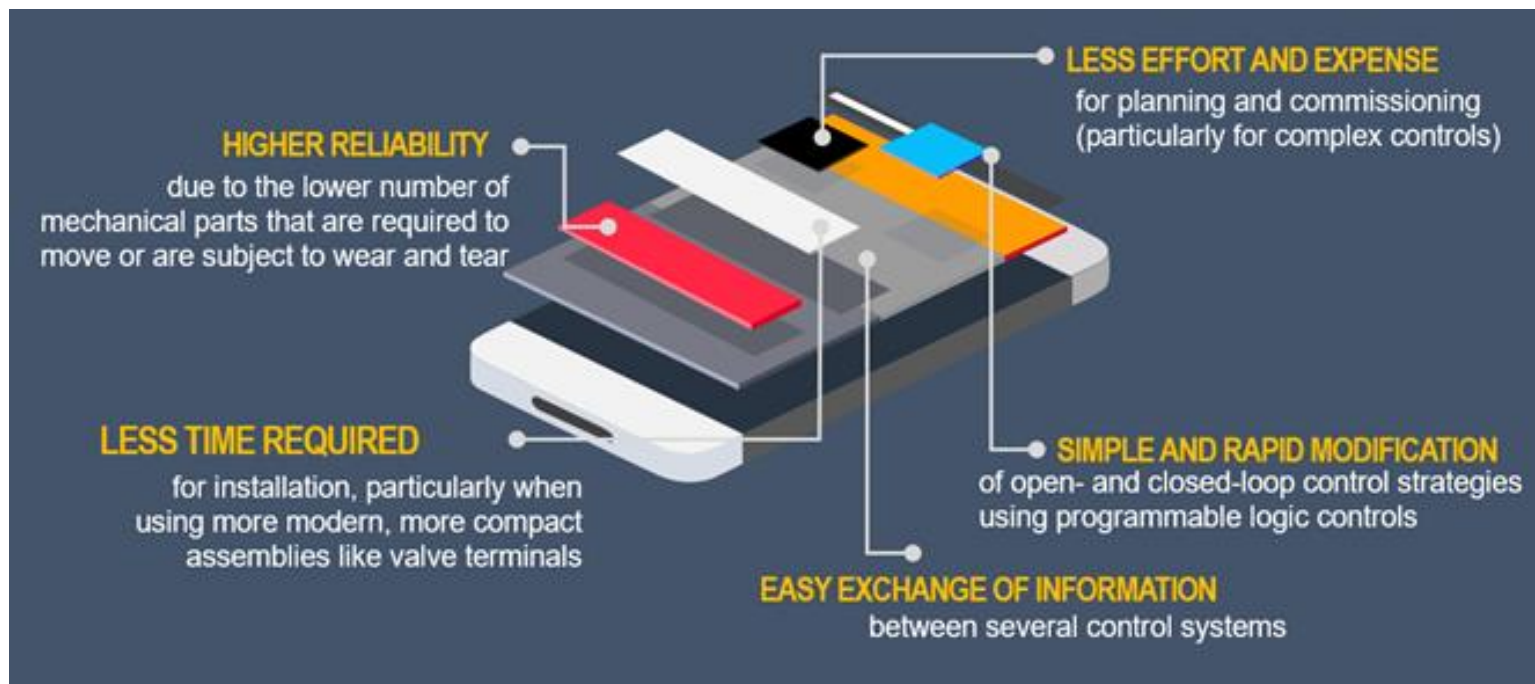 LESS EFFORT AND EXPENSE
for planning and commissioning
(particularly for complex controls)
HIGHER RELIABILITY
due to the lower number of
mechanical parts that are required to
move or are subject to wear and tear
LESS TIME REQUIRED
for installation, particularly when
using more modern, more compact
assemblies like valve terminals
SIMPLE AND RAPID MODIFICATION
of open- and closed-loop control strategies
using programmable logic controls
EASY EXCHANGE OF INFORMATION
between several control systems